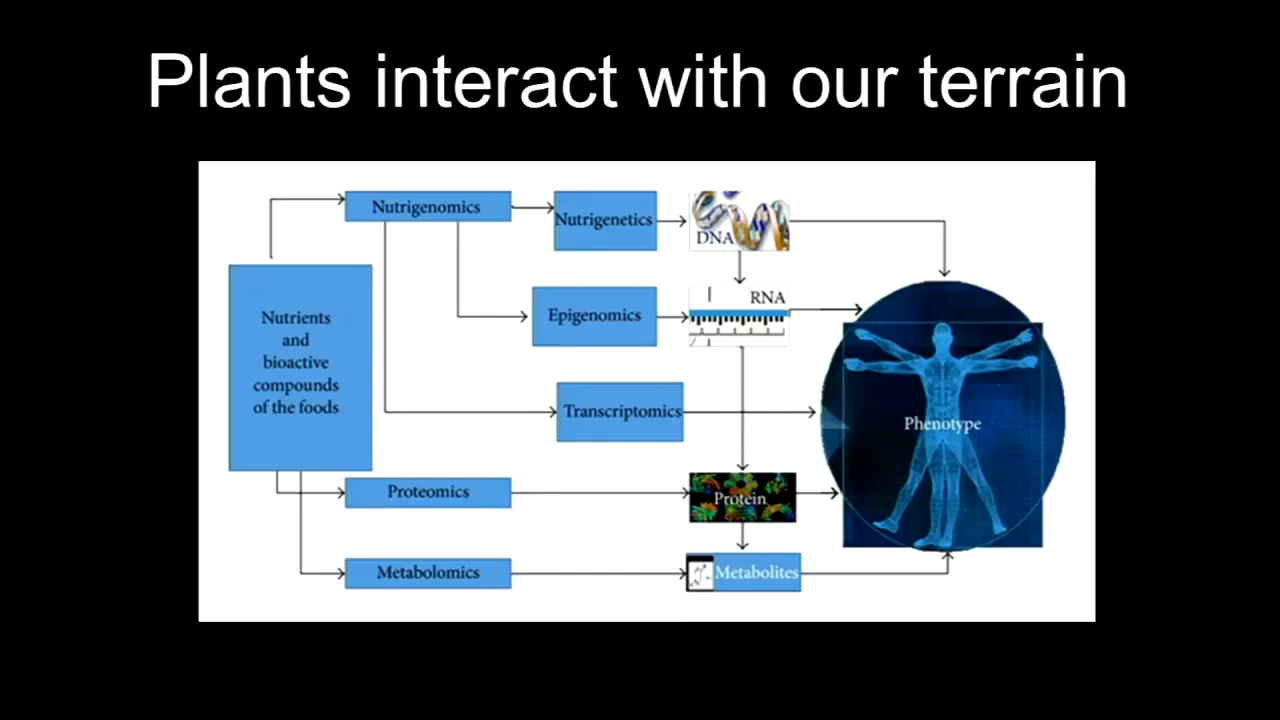 Plants interact with our terrain
Nutrigenomics
Nutrigenetics
DNA
Nutrients
and
bioactive
compounds
of the foods
Epigenomics
RNA
Transcriptomics
Phenotype
Proteomics
Protein
Metabolomics
Metabolites